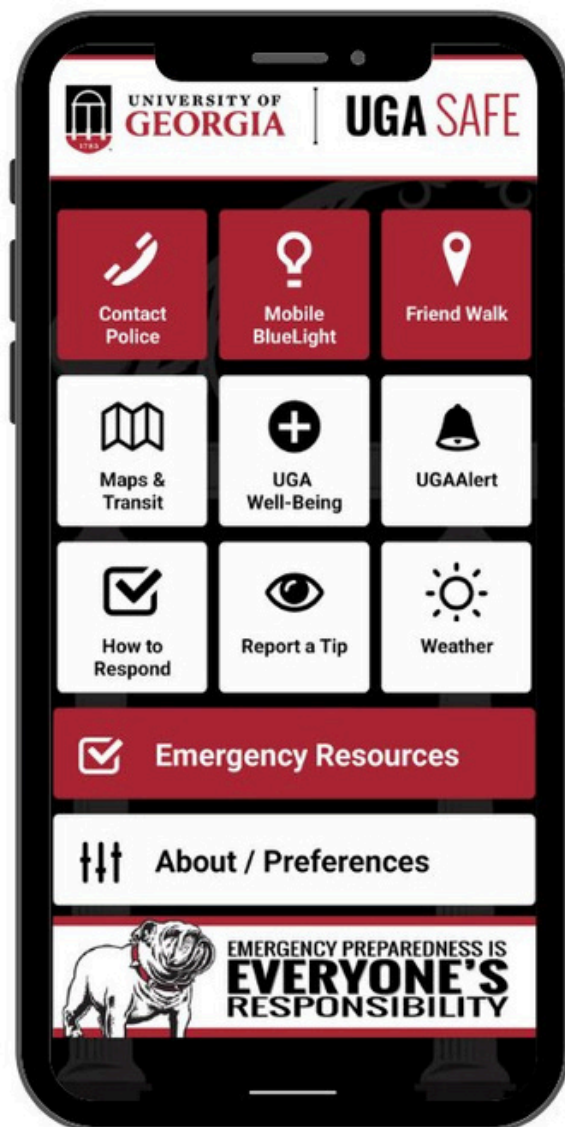 UNIVERSITY OF
GEORGIA
1785
UGA SAFE
Contact
Police
Mobile
BlueLight
Friend Walk
Maps &
Transit
UGA
Well-Being
UGAAlert
How to
Respond
Report a Tip
Weather
Emergency Resources
About / Preferences
EMERGENCY PREPAREDNESS IS
EVERYONE'S
RESPONSIBILITY